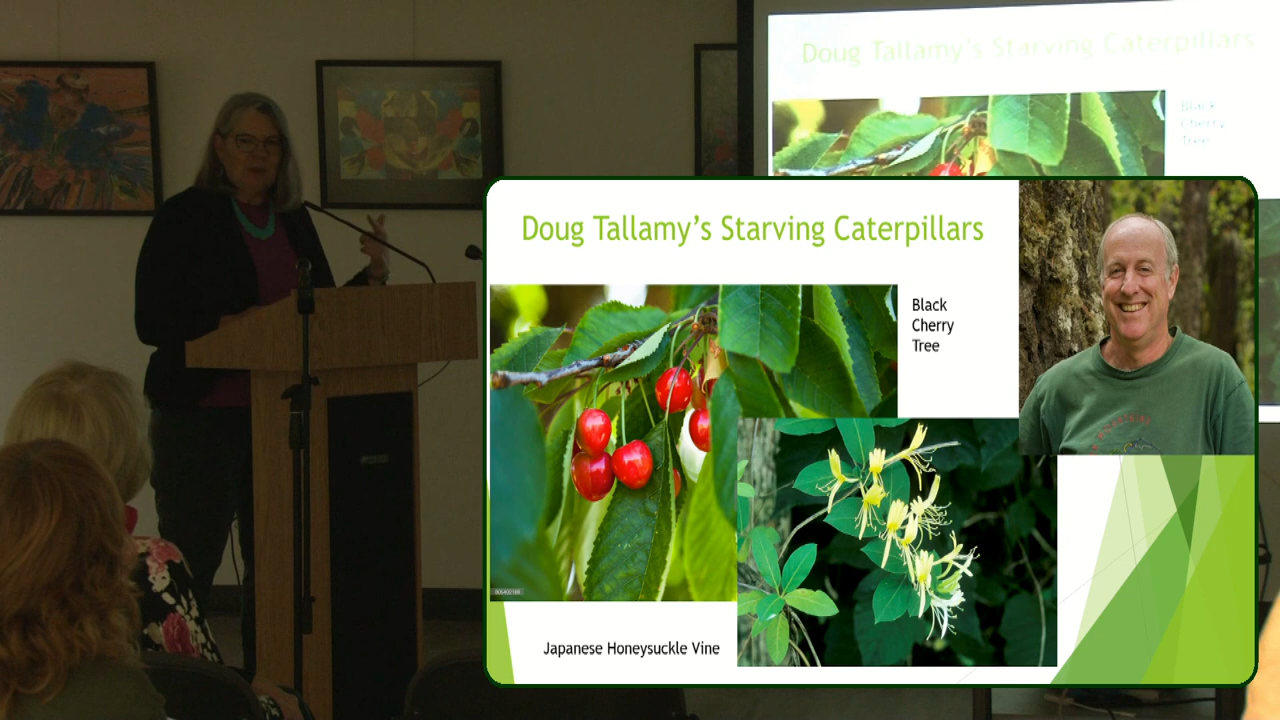 Doug Tallamy's Starving Caterpillars
Black
Cherry
Tree
Doug Tallamy's Starving Caterpillars
Black
Cherry
Tree
Japanese Honeysuckle Vine